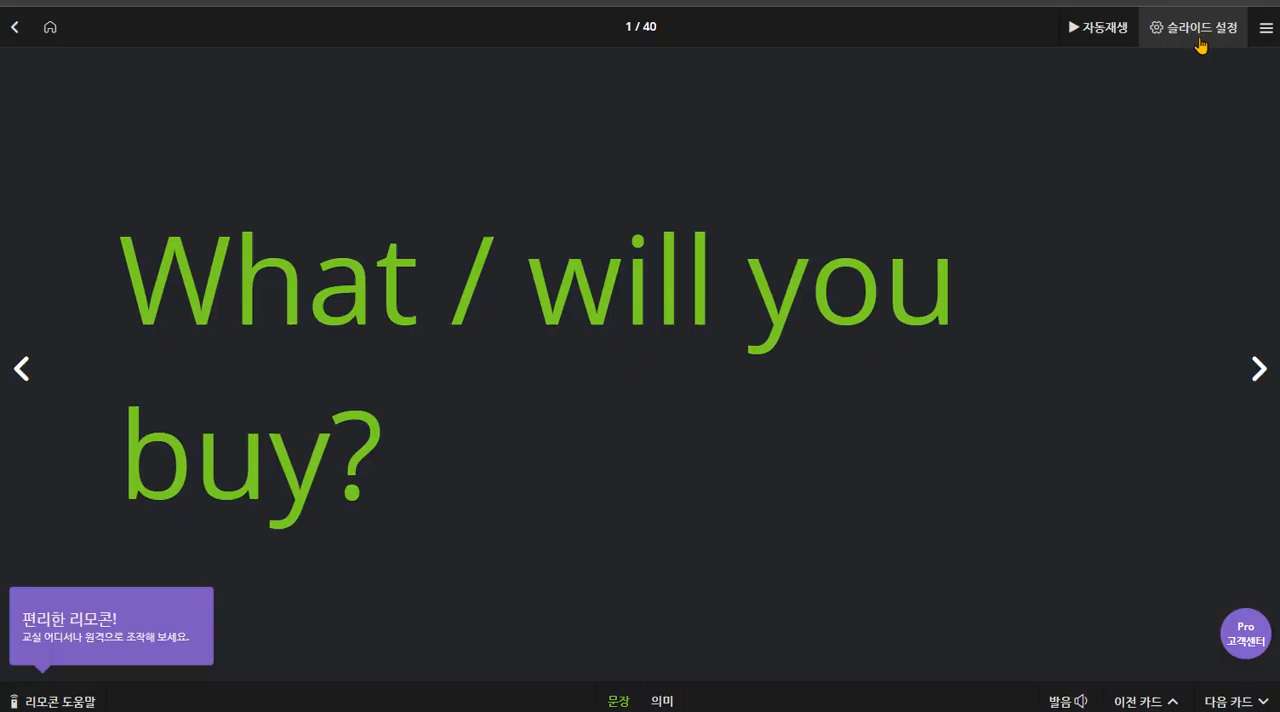 1 / 40
자동재생
슬라이드 설정
What / will you
buy?
편리한 리모콘!
교실 어디서나 원격으로 조작해 보세요.
Pro
고객센터
리모콘 도움말
문장
의미
발음
이전 카드
다음 카드